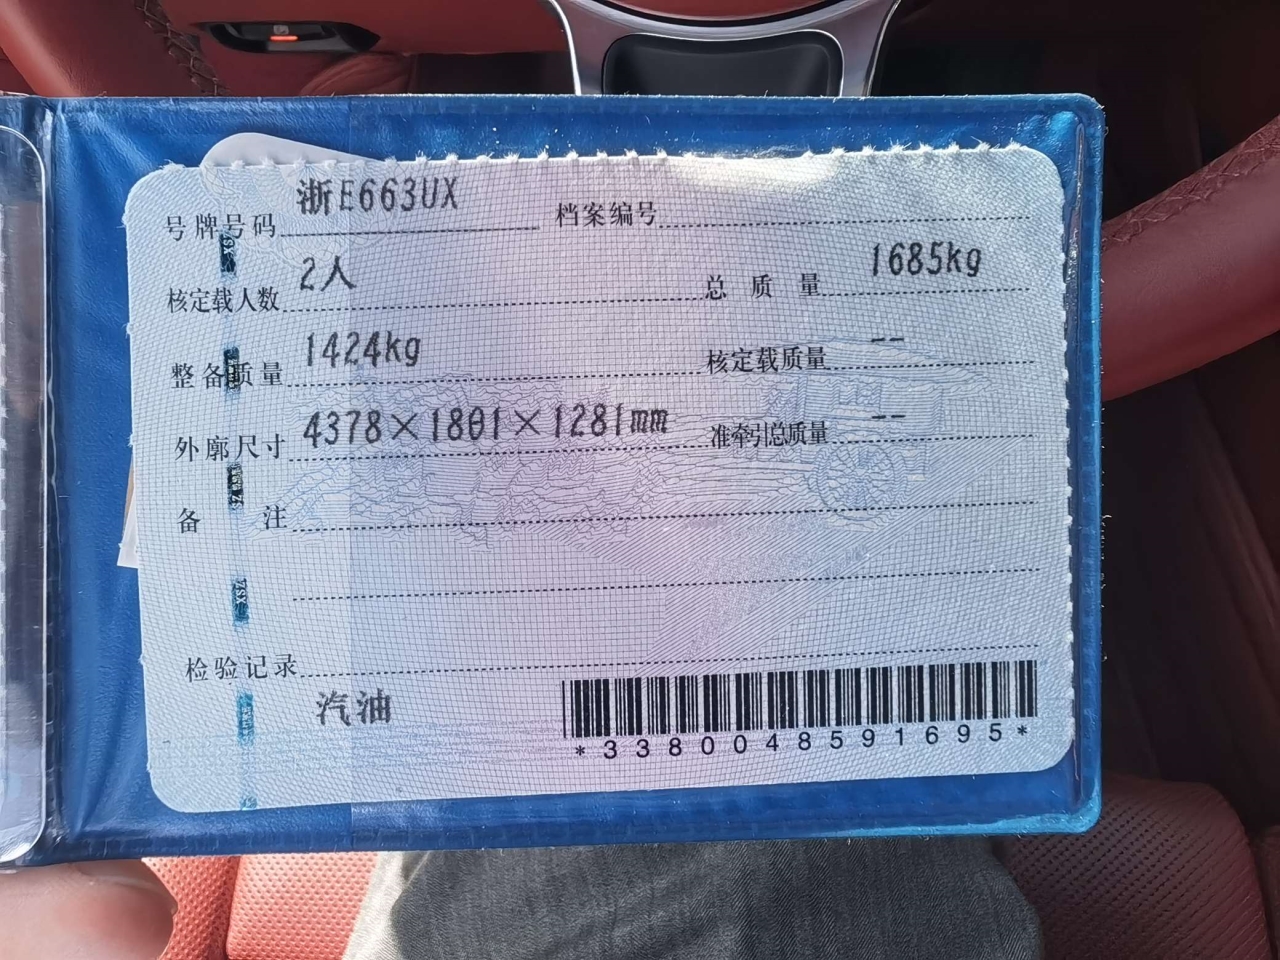 号牌号码 浙E663UX 档案编号
核定载人数 2人 总质量 1685kg
整备质量 1424kg 核定载质量 --
外廓尺寸 4378×1801×1281mm 准牵引总质量 --
备注
检验记录
汽油
*3380048591695*